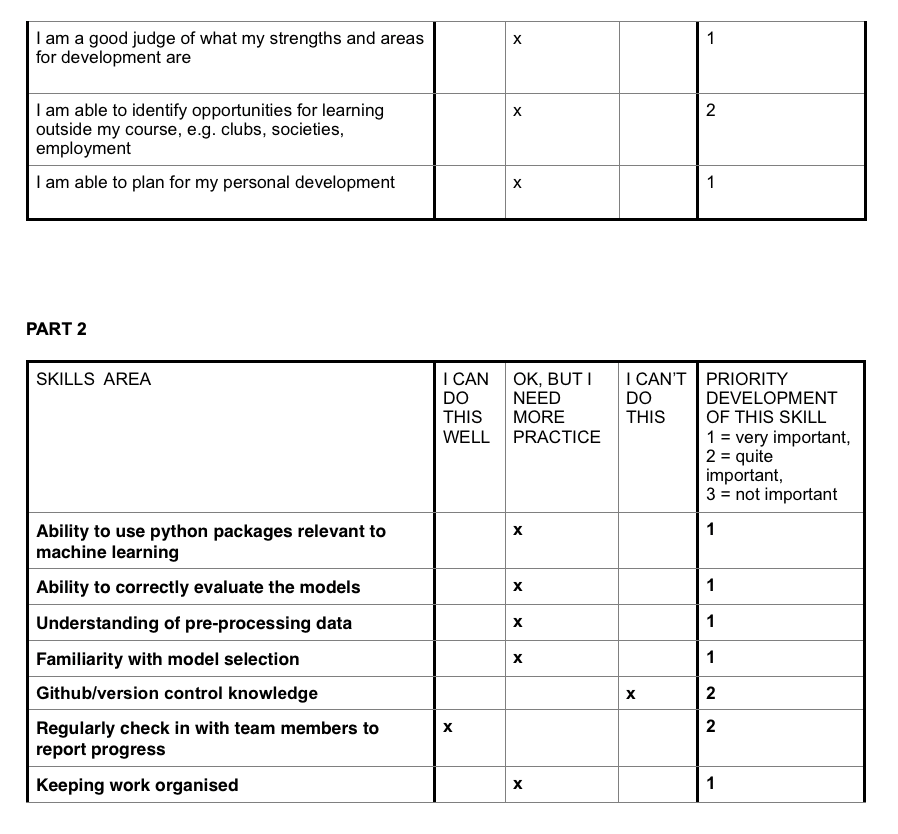 I am a good judge of what my strengths and areas x 1
for development are
I am able to identify opportunities for learning x 2
outside my course, e.g. clubs, societies,
employment
I am able to plan for my personal development x 1
PART 2
SKILLS AREA I CAN OK, BUT I I CAN'T PRIORITY
DO NEED DO DEVELOPMENT
THIS MORE THIS OF THIS SKILL
WELL PRACTICE 1 = very important,
2 = quite
important,
3 = not important
Ability to use python packages relevant to x 1
machine learning
Ability to correctly evaluate the models x 1
Understanding of pre-processing data x 1
Familiarity with model selection x 1
Github/version control knowledge x 2
Regularly check in with team members to x 2
report progress
Keeping work organised x 1